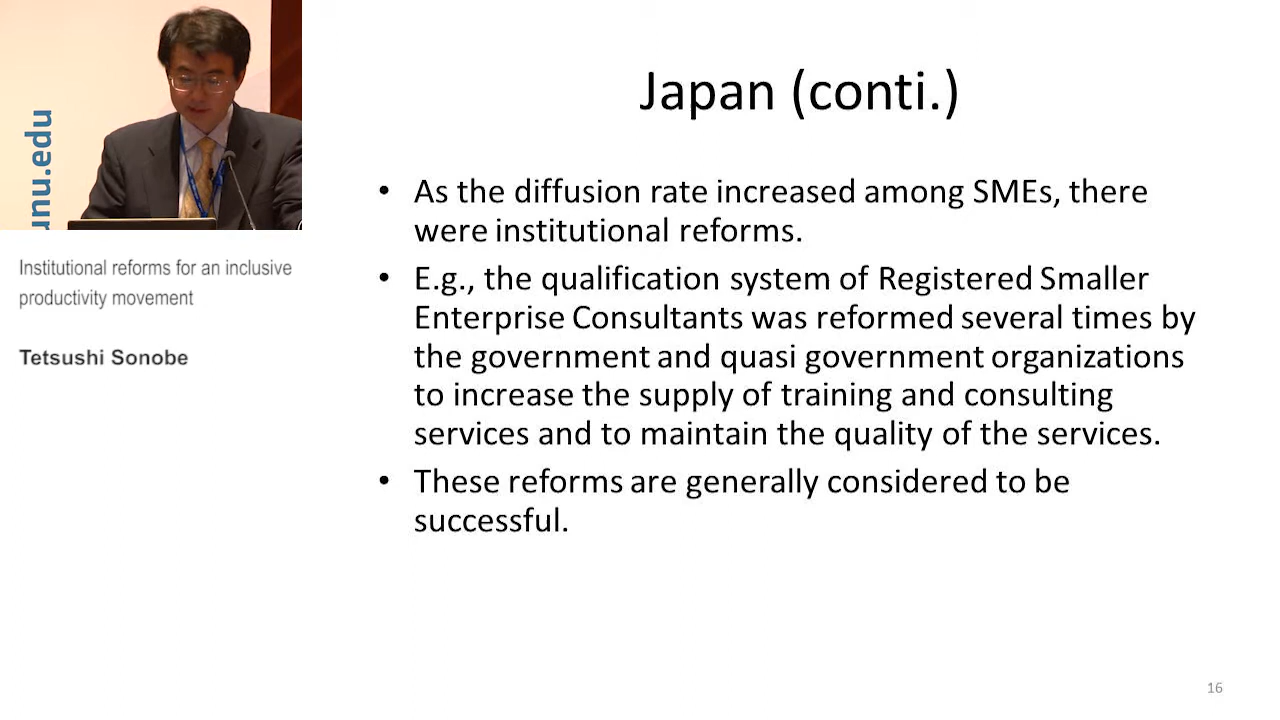 unu.edu
Institutional reforms for an inclusive
productivity movement
Tetsushi Sonobe
Japan (conti.)
• As the diffusion rate increased among SMEs, there
were institutional reforms.
• E.g., the qualification system of Registered Smaller
Enterprise Consultants was reformed several times by
the government and quasi government organizations
to increase the supply of training and consulting
services and to maintain the quality of the services.
• These reforms are generally considered to be
successful.
16